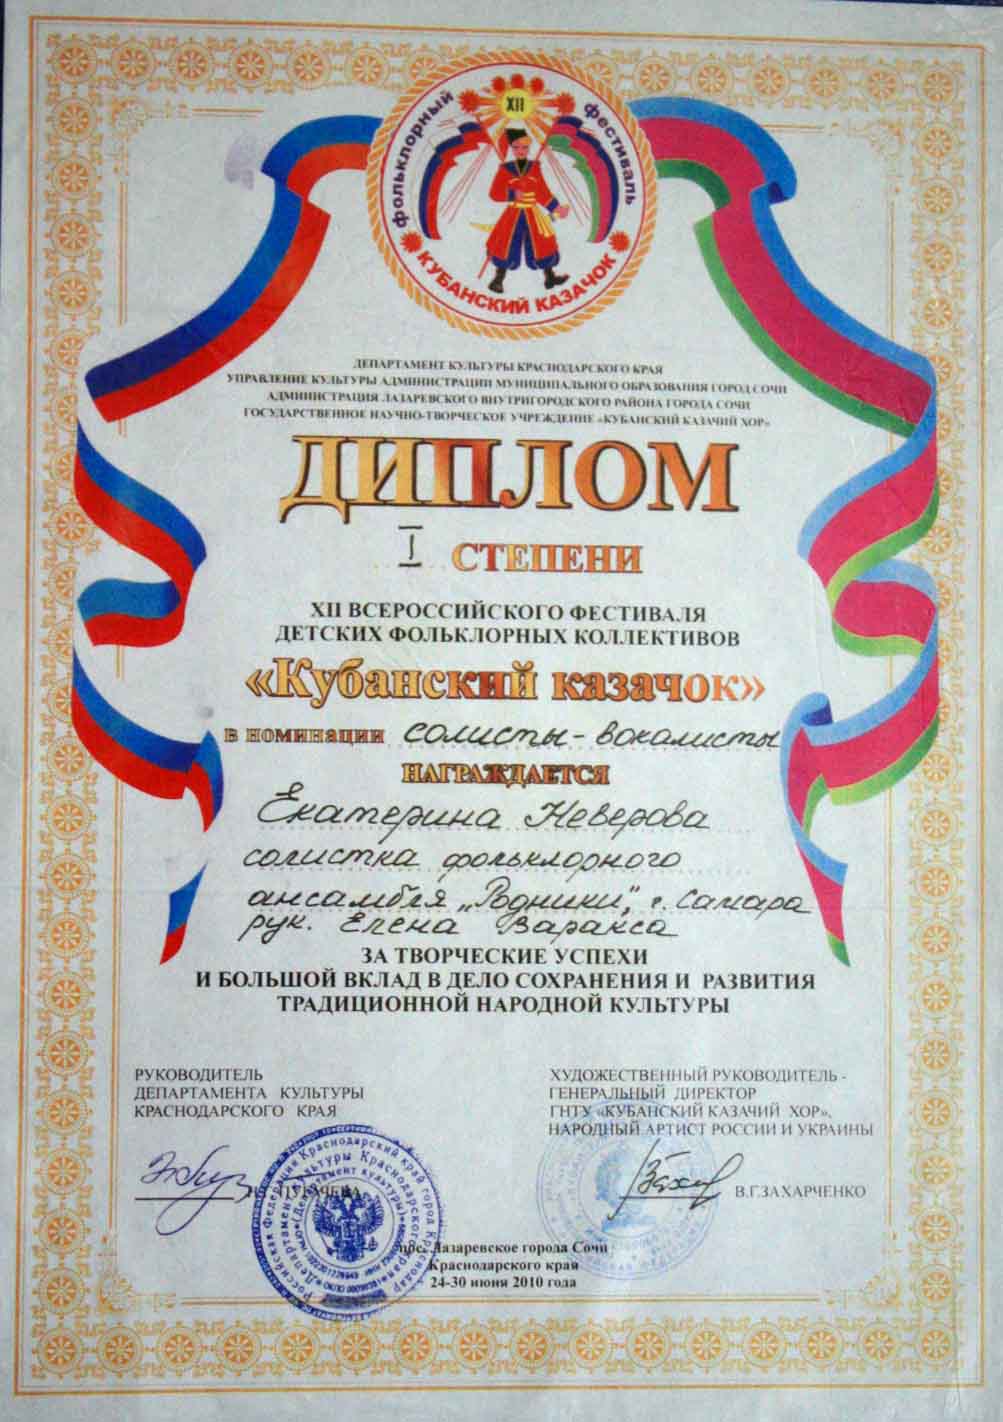 фольклорный фестиваль
XII
КУБАНСКИЙ КАЗАЧОК
ДЕПАРТАМЕНТ КУЛЬТУРЫ КРАСНОДАРСКОГО КРАЯ
УПРАВЛЕНИЕ КУЛЬТУРЫ АДМИНИСТРАЦИИ МУНИЦИПАЛЬНОГО ОБРАЗОВАНИЯ ГОРОД СОЧИ
АДМИНИСТРАЦИЯ ЛАЗАРЕВСКОГО ВНУТРИГОРОДСКОГО РАЙОНА ГОРОДА СОЧИ
ГОСУДАРСТВЕННОЕ НАУЧНО-ТВОРЧЕСКОЕ УЧРЕЖДЕНИЕ «КУБАНСКИЙ КАЗАЧИЙ ХОР»
ДИПЛОМ
I СТЕПЕНИ
XII ВСЕРОССИЙСКОГО ФЕСТИВАЛЯ
ДЕТСКИХ ФОЛЬКЛОРНЫХ КОЛЛЕКТИВОВ
«Кубанский казачок»
в номинации солисты-вокалисты
НАГРАЖДАЕТСЯ
Екатерина Неверова
солистка фольклорного
ансамбля „Родники", г. Самара
рук. Елена Вараксa
ЗА ТВОРЧЕСКИЕ УСПЕХИ
И БОЛЬШОЙ ВКЛАД В ДЕЛО СОХРАНЕНИЯ И РАЗВИТИЯ
ТРАДИЦИОННОЙ НАРОДНОЙ КУЛЬТУРЫ
РУКОВОДИТЕЛЬ
ДЕПАРТАМЕНТА КУЛЬТУРЫ
КРАСНОДАРСКОГО КРАЯ
ПУГАЧЕВА
ХУДОЖЕСТВЕННЫЙ РУКОВОДИТЕЛЬ -
ГЕНЕРАЛЬНЫЙ ДИРЕКТОР
ГНТУ «КУБАНСКИЙ КАЗАЧИЙ ХОР»,
НАРОДНЫЙ АРТИСТ РОССИИ И УКРАИНЫ
В.Г.ЗАХАРЧЕНКО
пос. Лазаревское города Сочи
Краснодарского края
24-30 июня 2010 года